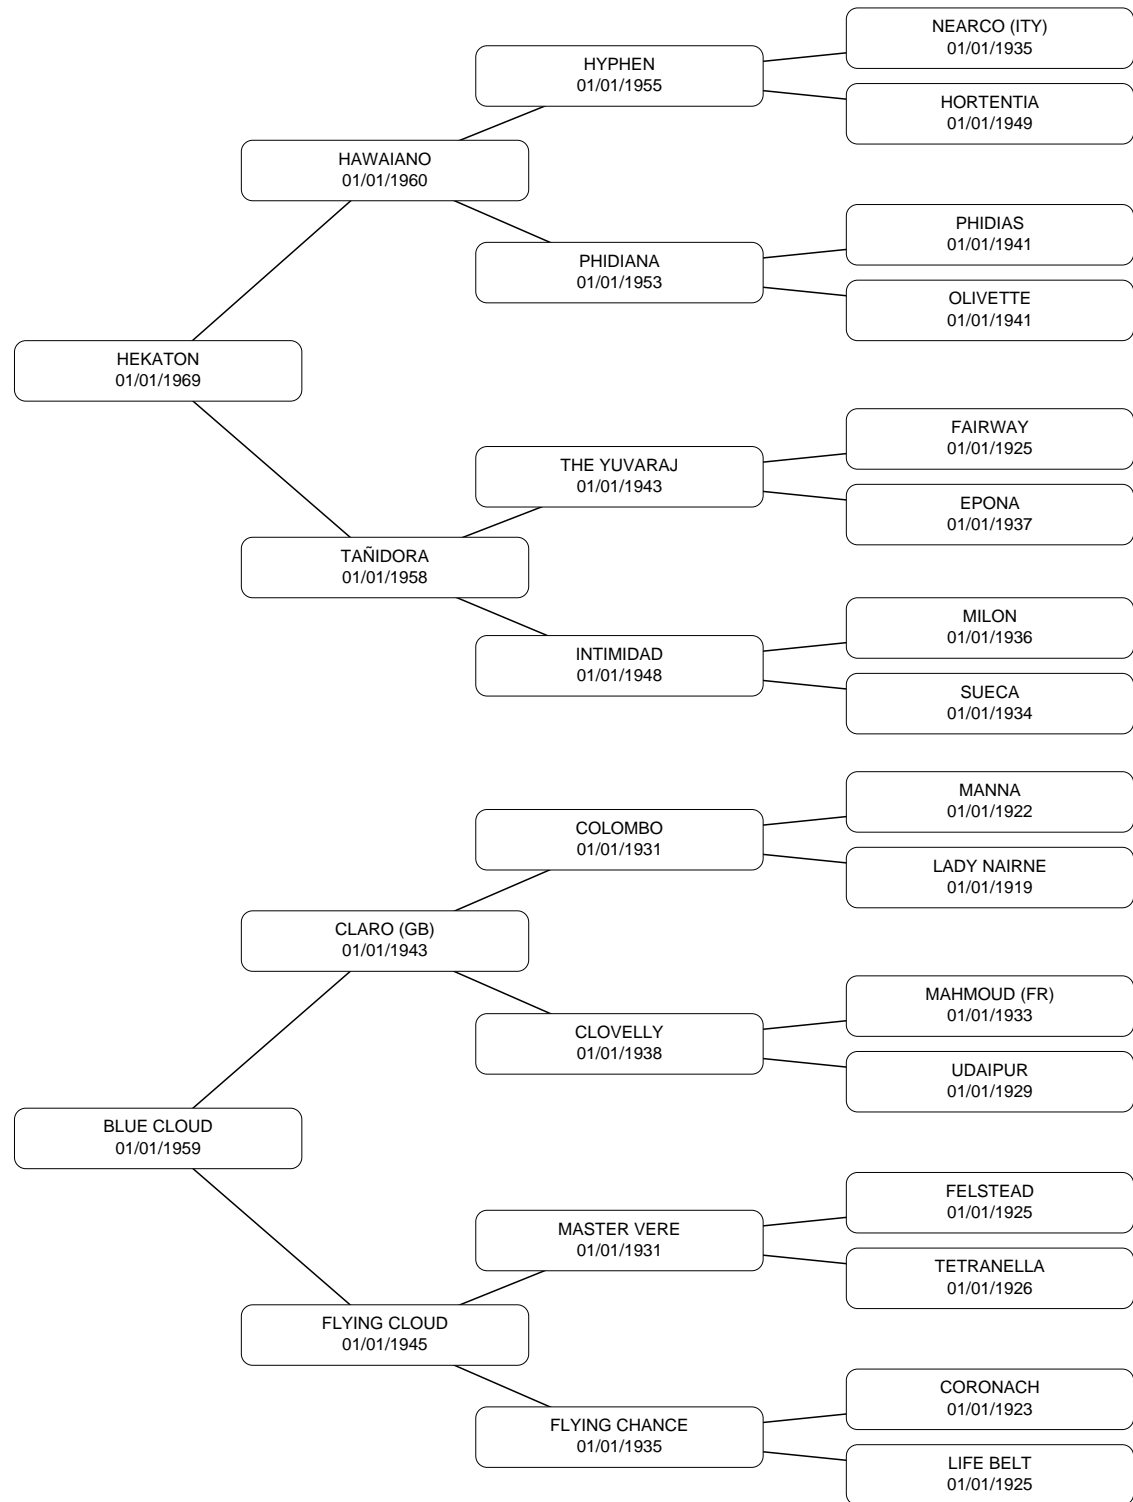 NEARCO (ITY)
01/01/1935
HYPHEN
01/01/1955
HORTENTIA
01/01/1949
HAWAIANO
01/01/1960
PHIDIAS
01/01/1941
PHIDIANA
01/01/1953
OLIVETTE
01/01/1941
HEKATON
01/01/1969
FAIRWAY
01/01/1925
THE YUVARAJ
01/01/1943
EPONA
01/01/1937
TAÑIDORA
01/01/1958
MILON
01/01/1936
INTIMIDAD
01/01/1948
SUECA
01/01/1934
MANNA
01/01/1922
COLOMBO
01/01/1931
LADY NAIRNE
01/01/1919
CLARO (GB)
01/01/1943
MAHMOUD (FR)
01/01/1933
CLOVELLY
01/01/1938
UDAIPUR
01/01/1929
BLUE CLOUD
01/01/1959
FELSTEAD
01/01/1925
MASTER VERE
01/01/1931
TETRANELLA
01/01/1926
FLYING CLOUD
01/01/1945
CORONACH
01/01/1923
FLYING CHANCE
01/01/1935
LIFE BELT
01/01/1925